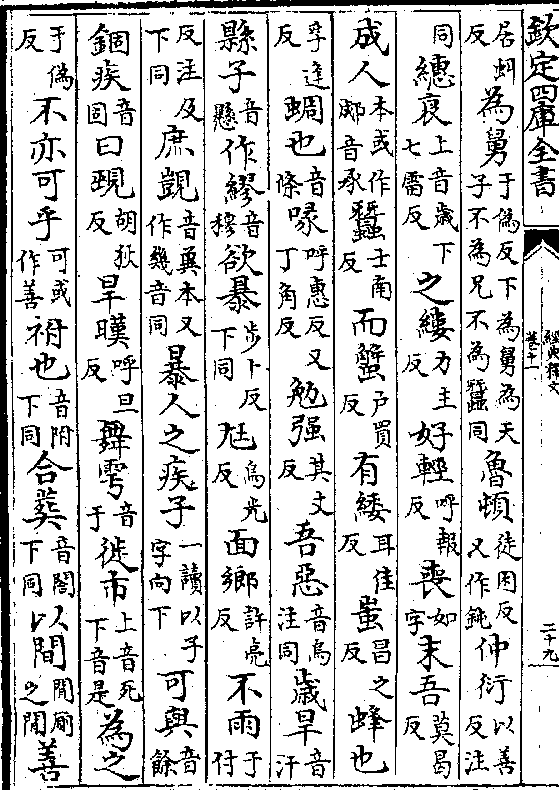 欽定四庫全書
經典釋文
卷十一
二十九
居蚓反為舅于偽反下為舅為天子不為兄不為蠶同魯頓徒困反又作鈍仲衍以善反注
同繐衰上音歲下七雷反之縷力主反好輕呼報反喪如字末吾莫曷反
成人本或作郕音承蠶士南反而蟹户買反有緌耳佳反蚩昌之反蜂也
孚逢反蜩也音條喙呼惠反又丁角反勉强其丈反吾惡音烏注同歲旱音汗
縣子音懸作繆音穆欲暴步卜反下同尪烏光反面鄉許亮反不雨于付
反注及下同庶覬音冀本又作幾音同暴人之疾子一讀以子字向下可與音餘
錮疾音固曰覡胡狄反旱暵呼旦反舞雩音于徙市上音死下音是為之
于偽反不亦可乎可或作善祔也音附下同合葬音閤下同以間間廁之間善